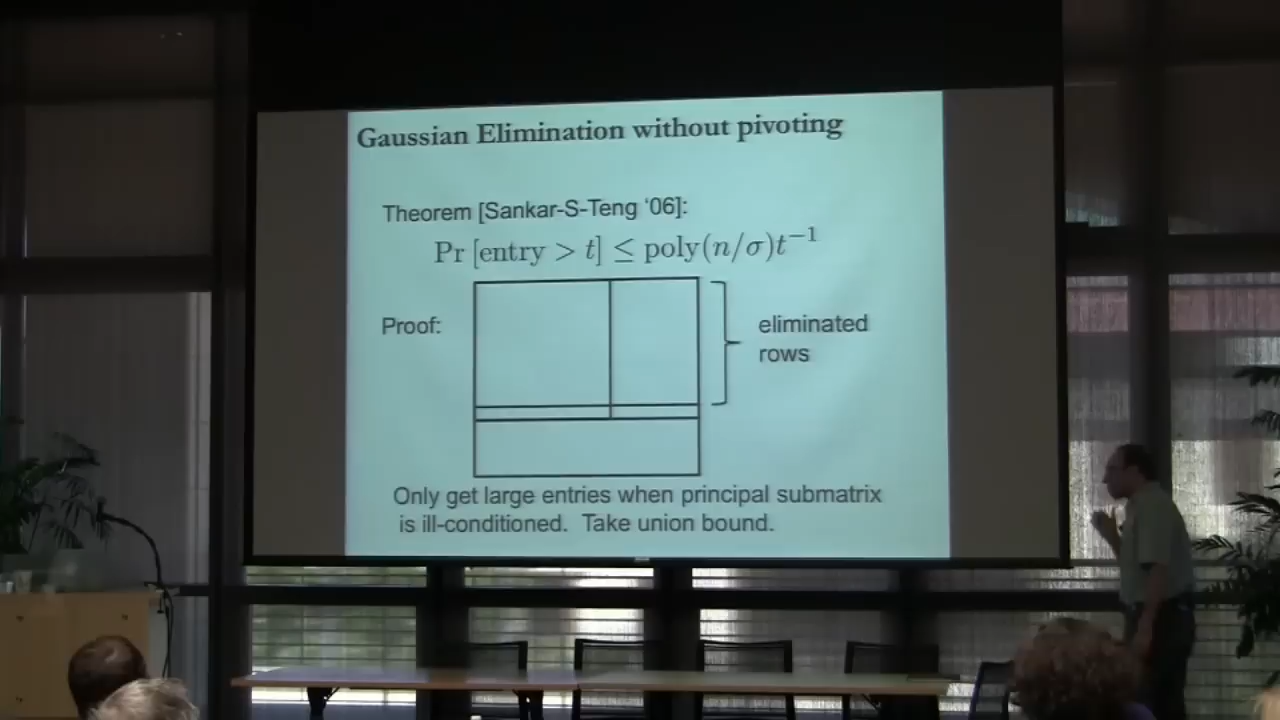 Gaussian Elimination without pivoting
Theorem [Sankar-S-Teng ‘06]:
Pr [entry > t] ≤ poly(n/σ)t⁻¹
Proof:
eliminated
rows
Only get large entries when principal submatrix
is ill-conditioned. Take union bound.